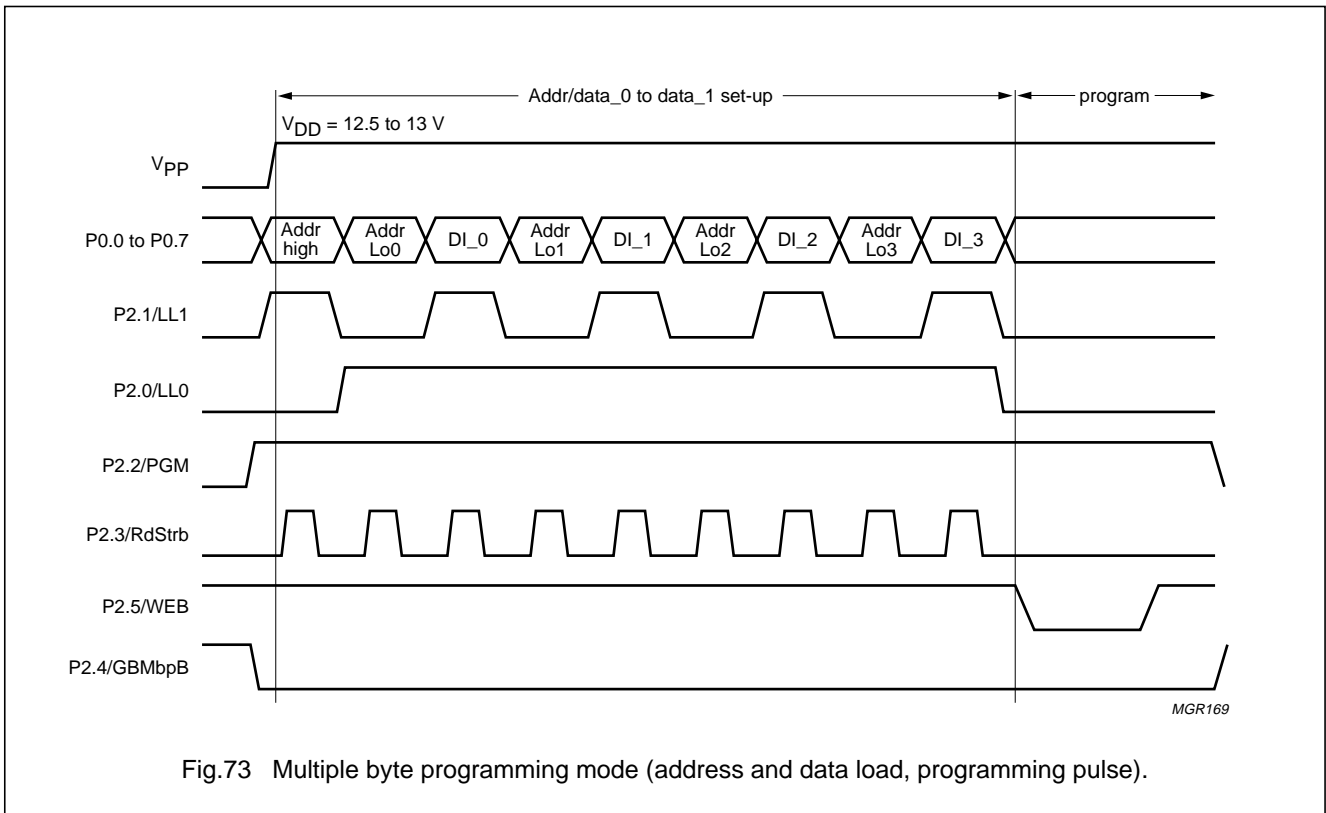 Addr/data_0 to data_1 set-up
program
VDD = 12.5 to 13 V
VPP
P0.0 to P0.7
Addr high
Addr Lo0
DI_0
Addr Lo1
DI_1
Addr Lo2
DI_2
Addr Lo3
DI_3
P2.1/LL1
P2.0/LL0
P2.2/PGM
P2.3/RdStrb
P2.5/WEB
P2.4/GBMbpB
MGR169
Fig.73 Multiple byte programming mode (address and data load, programming pulse).